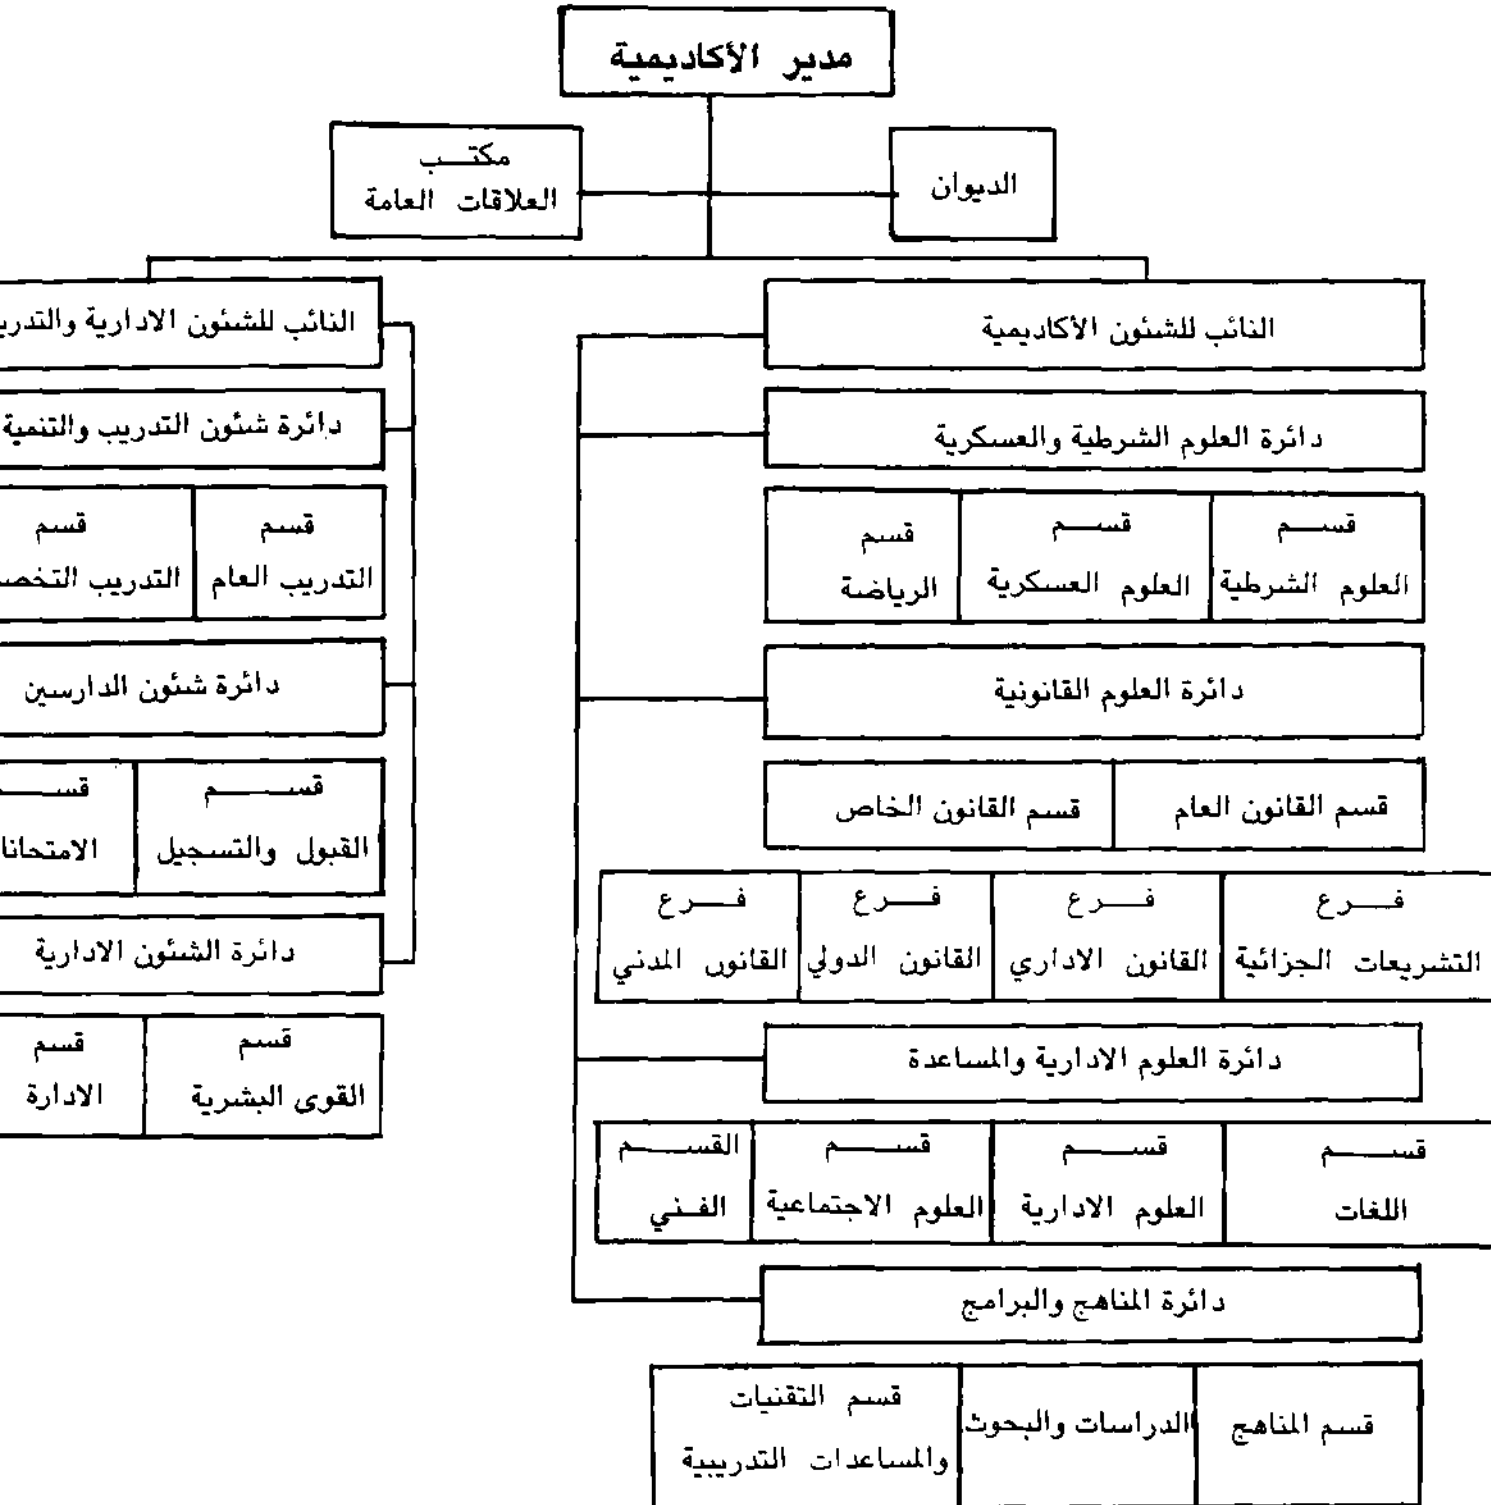 مدير الأكاديمية
الديوان
مكتب
العلاقات العامة
النائب للشئون الأكاديمية
دائرة العلوم الشرطية والعسكرية
قسم
العلوم الشرطية
قسم
العلوم العسكرية
قسم
الرياضة
دائرة العلوم القانونية
قسم القانون العام
قسم القانون الخاص
فرع
التشريعات الجزائية
فرع
القانون الاداري
فرع
القانون الدولي
فرع
القانون المدني
دائرة العلوم الادارية والمساعدة
قسم
اللغات
قسم
العلوم الادارية
قسم
العلوم الاجتماعية
القسم
الفني
دائرة المناهج والبرامج
قسم المناهج
الدراسات والبحوث
قسم التقنيات
والمساعدات التدريبية
النائب للشئون الادارية
دائرة شئون التدريب والتنمية
قسم
التدريب العام
قسم
التدريب
دائرة شئون الدارسين
قسم
القبول والتسجيل
دائرة الشئون الادارية
قسم
القوى البشرية
قسم
الادارة